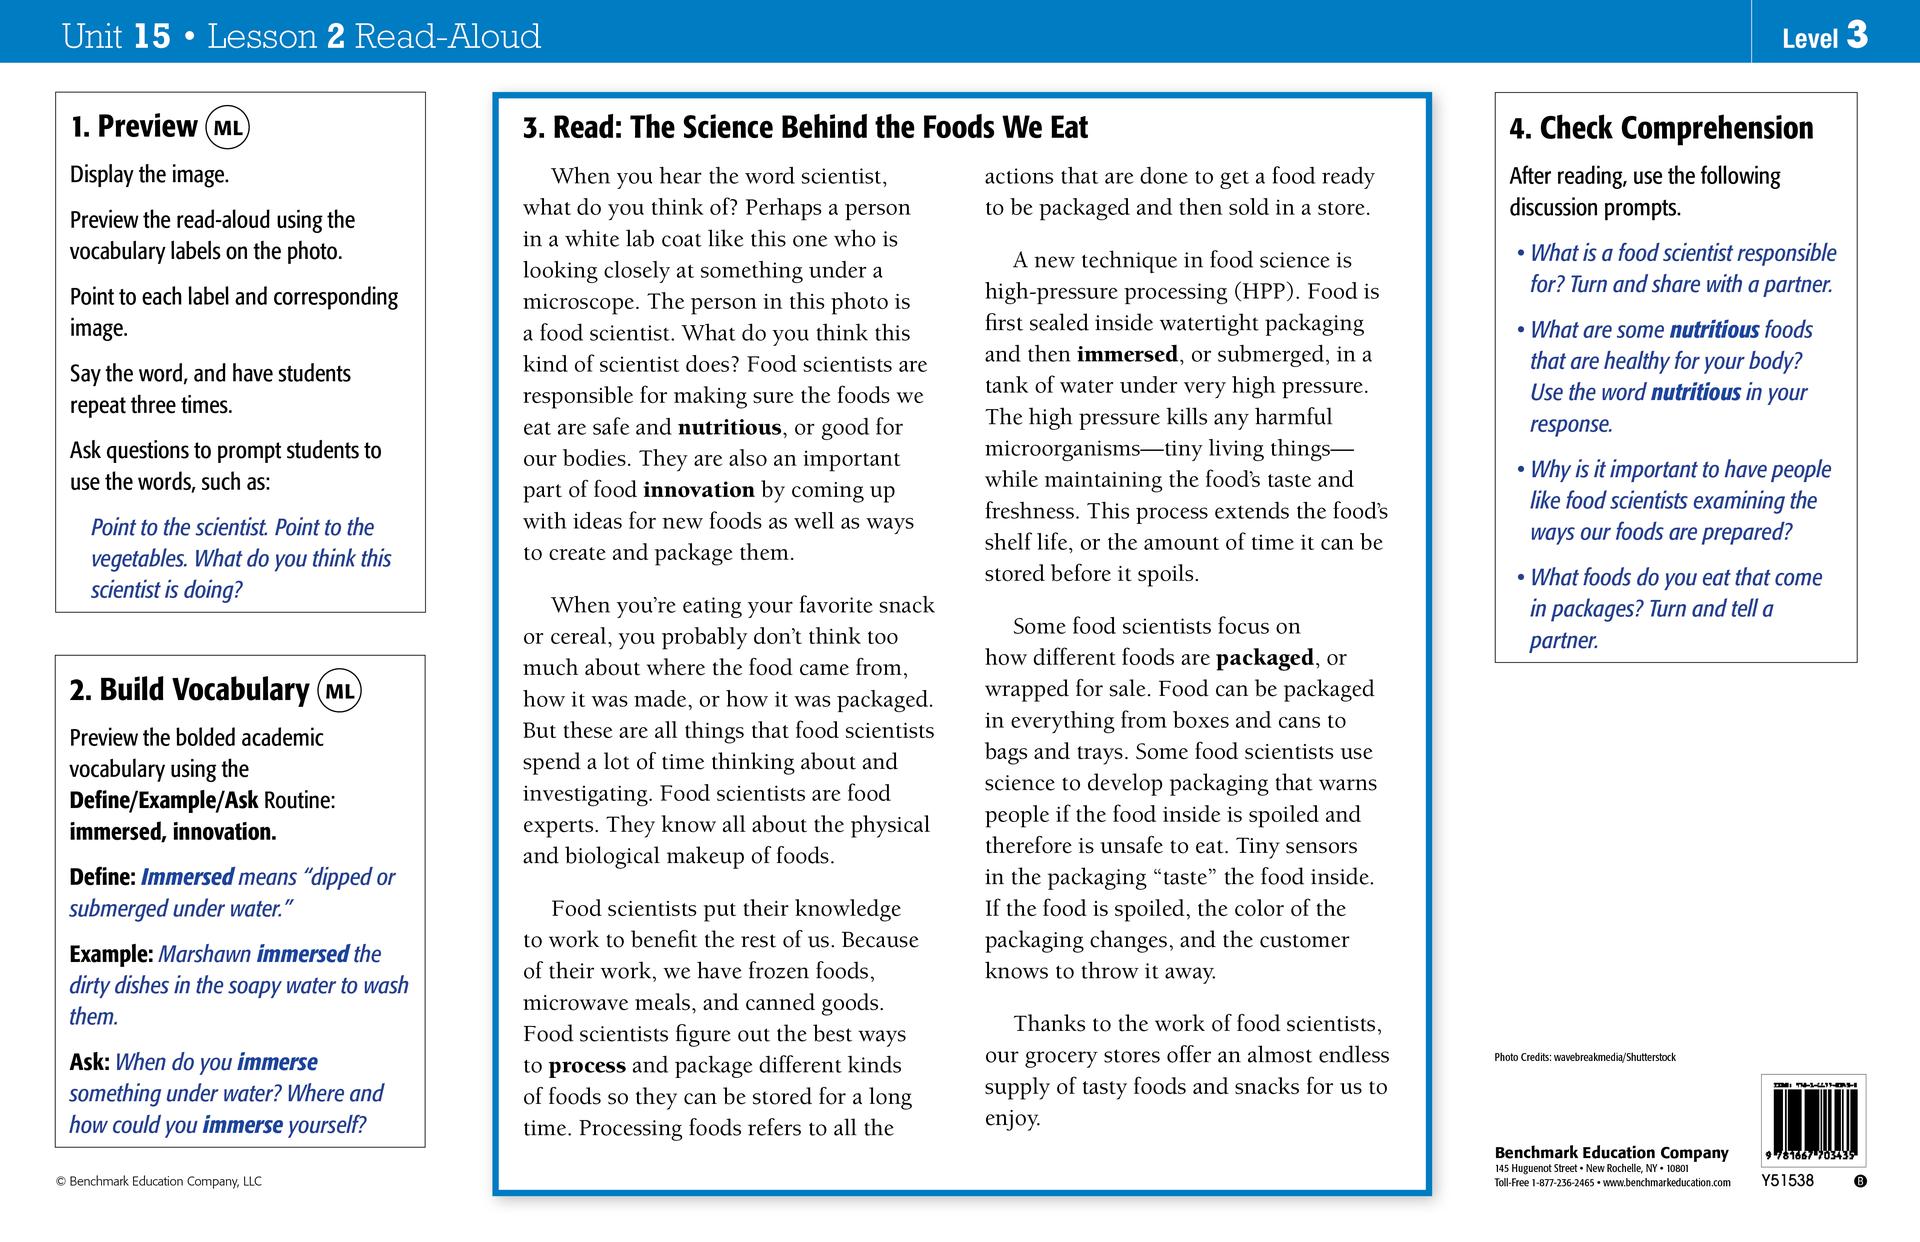 Unit 15 • Lesson 2 Read-Aloud
Level 3
1. Preview ML
Display the image.
Preview the read-aloud using the
vocabulary labels on the photo.
Point to each label and corresponding
image.
Say the word, and have students
repeat three times.
Ask questions to prompt students to
use the words, such as:
Point to the scientist. Point to the
vegetables. What do you think this
scientist is doing?
2. Build Vocabulary ML
Preview the bolded academic
vocabulary using the
Define/Example/Ask Routine:
immersed, innovation.
Define: Immersed means “dipped or
submerged under water.”
Example: Marshawn immersed the
dirty dishes in the soapy water to wash
them.
Ask: When do you immerse
something under water? Where and
how could you immerse yourself?
© Benchmark Education Company, LLC
3. Read: The Science Behind the Foods We Eat
When you hear the word scientist,
what do you think of? Perhaps a person
in a white lab coat like this one who is
looking closely at something under a
microscope. The person in this photo is
a food scientist. What do you think this
kind of scientist does? Food scientists are
responsible for making sure the foods we
eat are safe and nutritious, or good for
our bodies. They are also an important
part of food innovation by coming up
with ideas for new foods as well as ways
to create and package them.
When you’re eating your favorite snack
or cereal, you probably don’t think too
much about where the food came from,
how it was made, or how it was packaged.
But these are all things that food scientists
spend a lot of time thinking about and
investigating. Food scientists are food
experts. They know all about the physical
and biological makeup of foods.
Food scientists put their knowledge
to work to benefit the rest of us. Because
of their work, we have frozen foods,
microwave meals, and canned goods.
Food scientists figure out the best ways
to process and package different kinds
of foods so they can be stored for a long
time. Processing foods refers to all the
actions that are done to get a food ready
to be packaged and then sold in a store.
A new technique in food science is
high-pressure processing (HPP). Food is
first sealed inside watertight packaging
and then immersed, or submerged, in a
tank of water under very high pressure.
The high pressure kills any harmful
microorganisms—tiny living things—
while maintaining the food’s taste and
freshness. This process extends the food’s
shelf life, or the amount of time it can be
stored before it spoils.
Some food scientists focus on
how different foods are packaged, or
wrapped for sale. Food can be packaged
in everything from boxes and cans to
bags and trays. Some food scientists use
science to develop packaging that warns
people if the food inside is spoiled and
therefore is unsafe to eat. Tiny sensors
in the packaging “taste” the food inside.
If the food is spoiled, the color of the
packaging changes, and the customer
knows to throw it away.
Thanks to the work of food scientists,
our grocery stores offer an almost endless
supply of tasty foods and snacks for us to
enjoy.
4. Check Comprehension
After reading, use the following
discussion prompts.
• What is a food scientist responsible
for? Turn and share with a partner.
• What are some nutritious foods
that are healthy for your body?
Use the word nutritious in your
response.
• Why is it important to have people
like food scientists examining the
ways our foods are prepared?
• What foods do you eat that come
in packages? Turn and tell a
partner.
Photo Credits: wavebreakmedia/Shutterstock
Benchmark Education Company
145 Huguenot Street • New Rochelle, NY • 10801
Toll-Free 1-877-236-2465 • www.benchmarkeducation.com
9 781667 703435
Y51538
B